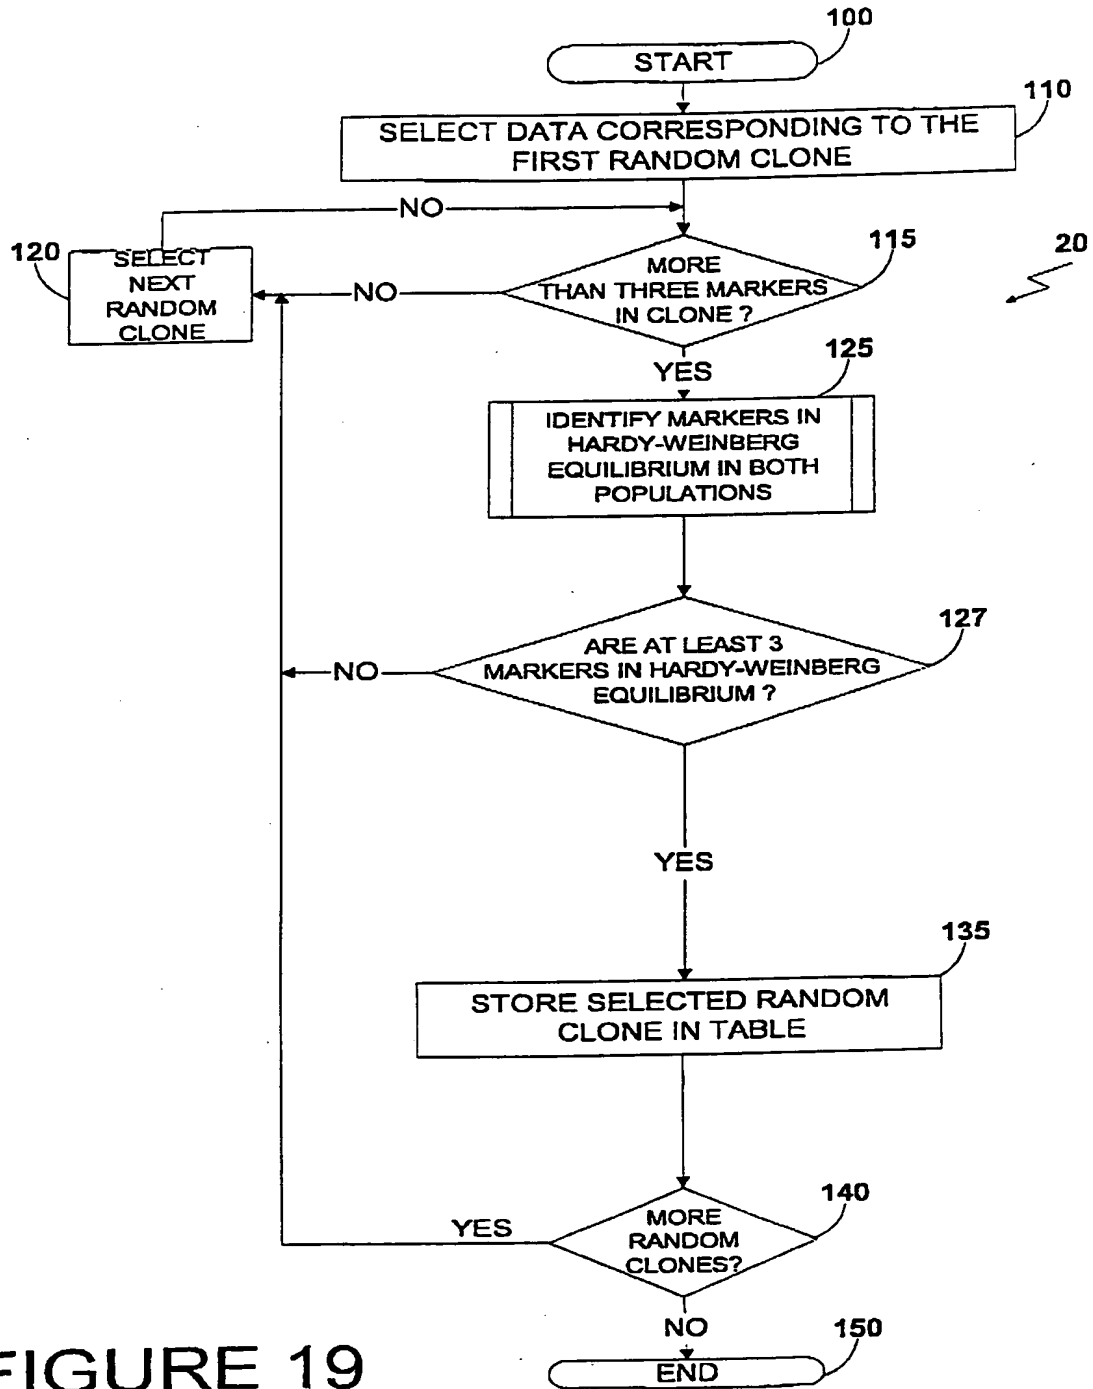 100
START
110
SELECT DATA CORRESPONDING TO THE
FIRST RANDOM CLONE
NO
120
SELECT
NEXT
RANDOM
CLONE
NO
MORE
THAN THREE MARKERS
IN CLONE ?
115
20
YES
125
IDENTIFY MARKERS IN
HARDY-WEINBERG
EQUILIBRIUM IN BOTH
POPULATIONS
127
ARE AT LEAST 3
MARKERS IN HARDY-WEINBERG
EQUILIBRIUM ?
NO
YES
135
STORE SELECTED RANDOM
CLONE IN TABLE
140
MORE
RANDOM
CLONES?
YES
NO
150
END
FIGURE 19